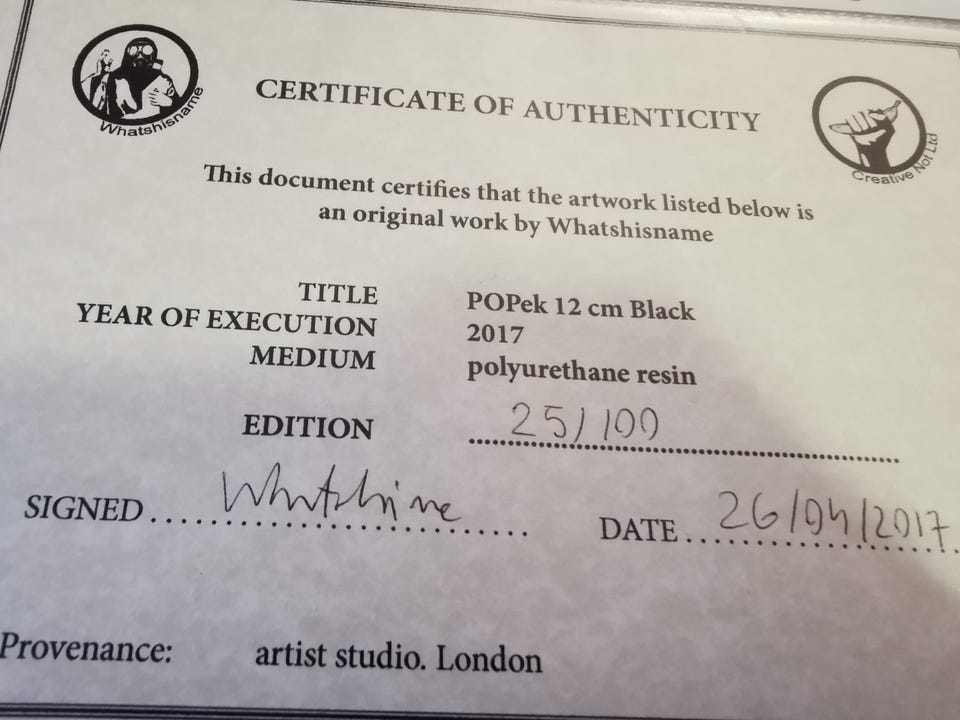 Whatshisname
Creative Not Ltd
CERTIFICATE OF AUTHENTICITY
This document certifies that the artwork listed below is
an original work by Whatshisname
TITLE POPek 12 cm Black
YEAR OF EXECUTION 2017
MEDIUM polyurethane resin
EDITION 25/100
SIGNED
DATE 26/04/2017
Provenance: artist studio. London